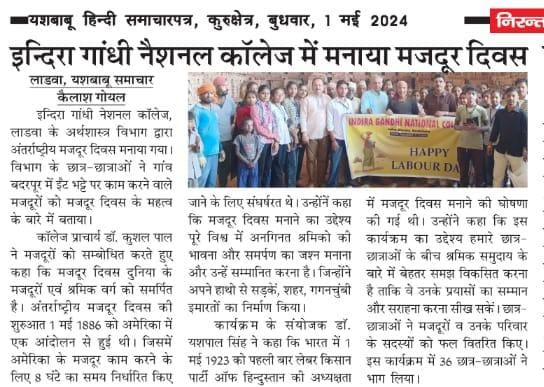 यशबाबू हिन्दी समाचारपत्र, कुरुक्षेत्र, बुधवार, 1 मई 2024
निरन्त
इन्दिरा गांधी नैशनल कॉलेज में मनाया मजदूर दिवस
लाडवा, यशबाबू समाचार
कैलाश गोयल
इन्दिरा गांधी नेशनल कॉलेज,
लाडवा के अर्थशास्त्र विभाग द्वारा
अंतर्राष्ट्रीय मजदूर दिवस मनाया गया।
विभाग के छात्र-छात्राओं ने गांव
बदरपुर में ईंट भट्टे पर काम करने वाले
मजदूरों को मजदूर दिवस के महत्व
के बारे में बताया।
कॉलेज प्राचार्य डॉ. कुशल पाल
ने मजदूरों को सम्बोधित करते हुए
कहा कि मजदूर दिवस दुनिया के
मजदूरों एवं श्रमिक वर्ग को समर्पित
है। अंतर्राष्ट्रीय मजदूर दिवस की
शुरुआत 1 मई 1886 को अमेरिका में
एक आंदोलन से हुई थी। जिसमें
अमेरिका के मजदूर काम करने के
लिए 8 घंटे का समय निर्धारित किए
INDIRA GANDHI NATIONAL CO
HAPPY
LABOUR DA
जाने के लिए संघर्षरत थे। उन्होंनें कहा
कि मजदूर दिवस मनाने का उद्देश्य
पूरे विश्व में अनगिनत श्रमिको की
भावना और समर्पण का जश्न मनाना
और उन्हें सम्मानित करना है। जिन्होंने
अपने हाथो से सड़कें, शहर, गगनचुंबी
इमारतों का निर्माण किया।
कार्यक्रम के संयोजक डॉ.
यशपाल सिंह ने कहा कि भारत में 1
मई 1923 को पहली बार लेबर किसान
पार्टी ऑफ हिन्दुस्तान की अध्यक्षता
में मजदूर दिवस मनाने की घोषणा
की गई थी। उन्होंनें कहा कि इस
कार्यक्रम का उद्देश्य हमारे छात्र-
छात्राओं के बीच श्रमिक समुदाय के
बारे में बेहतर समझ विकसित करना
है ताकि वे उनके प्रयासों का सम्मान
और सराहना करना सीख सकें। छात्र-
छात्राओं ने मजदूरों व उनके परिवार
के सदस्यों को फल वितरित किए।
इस कार्यक्रम में 36 छात्र-छात्राओं ने
भाग लिया।